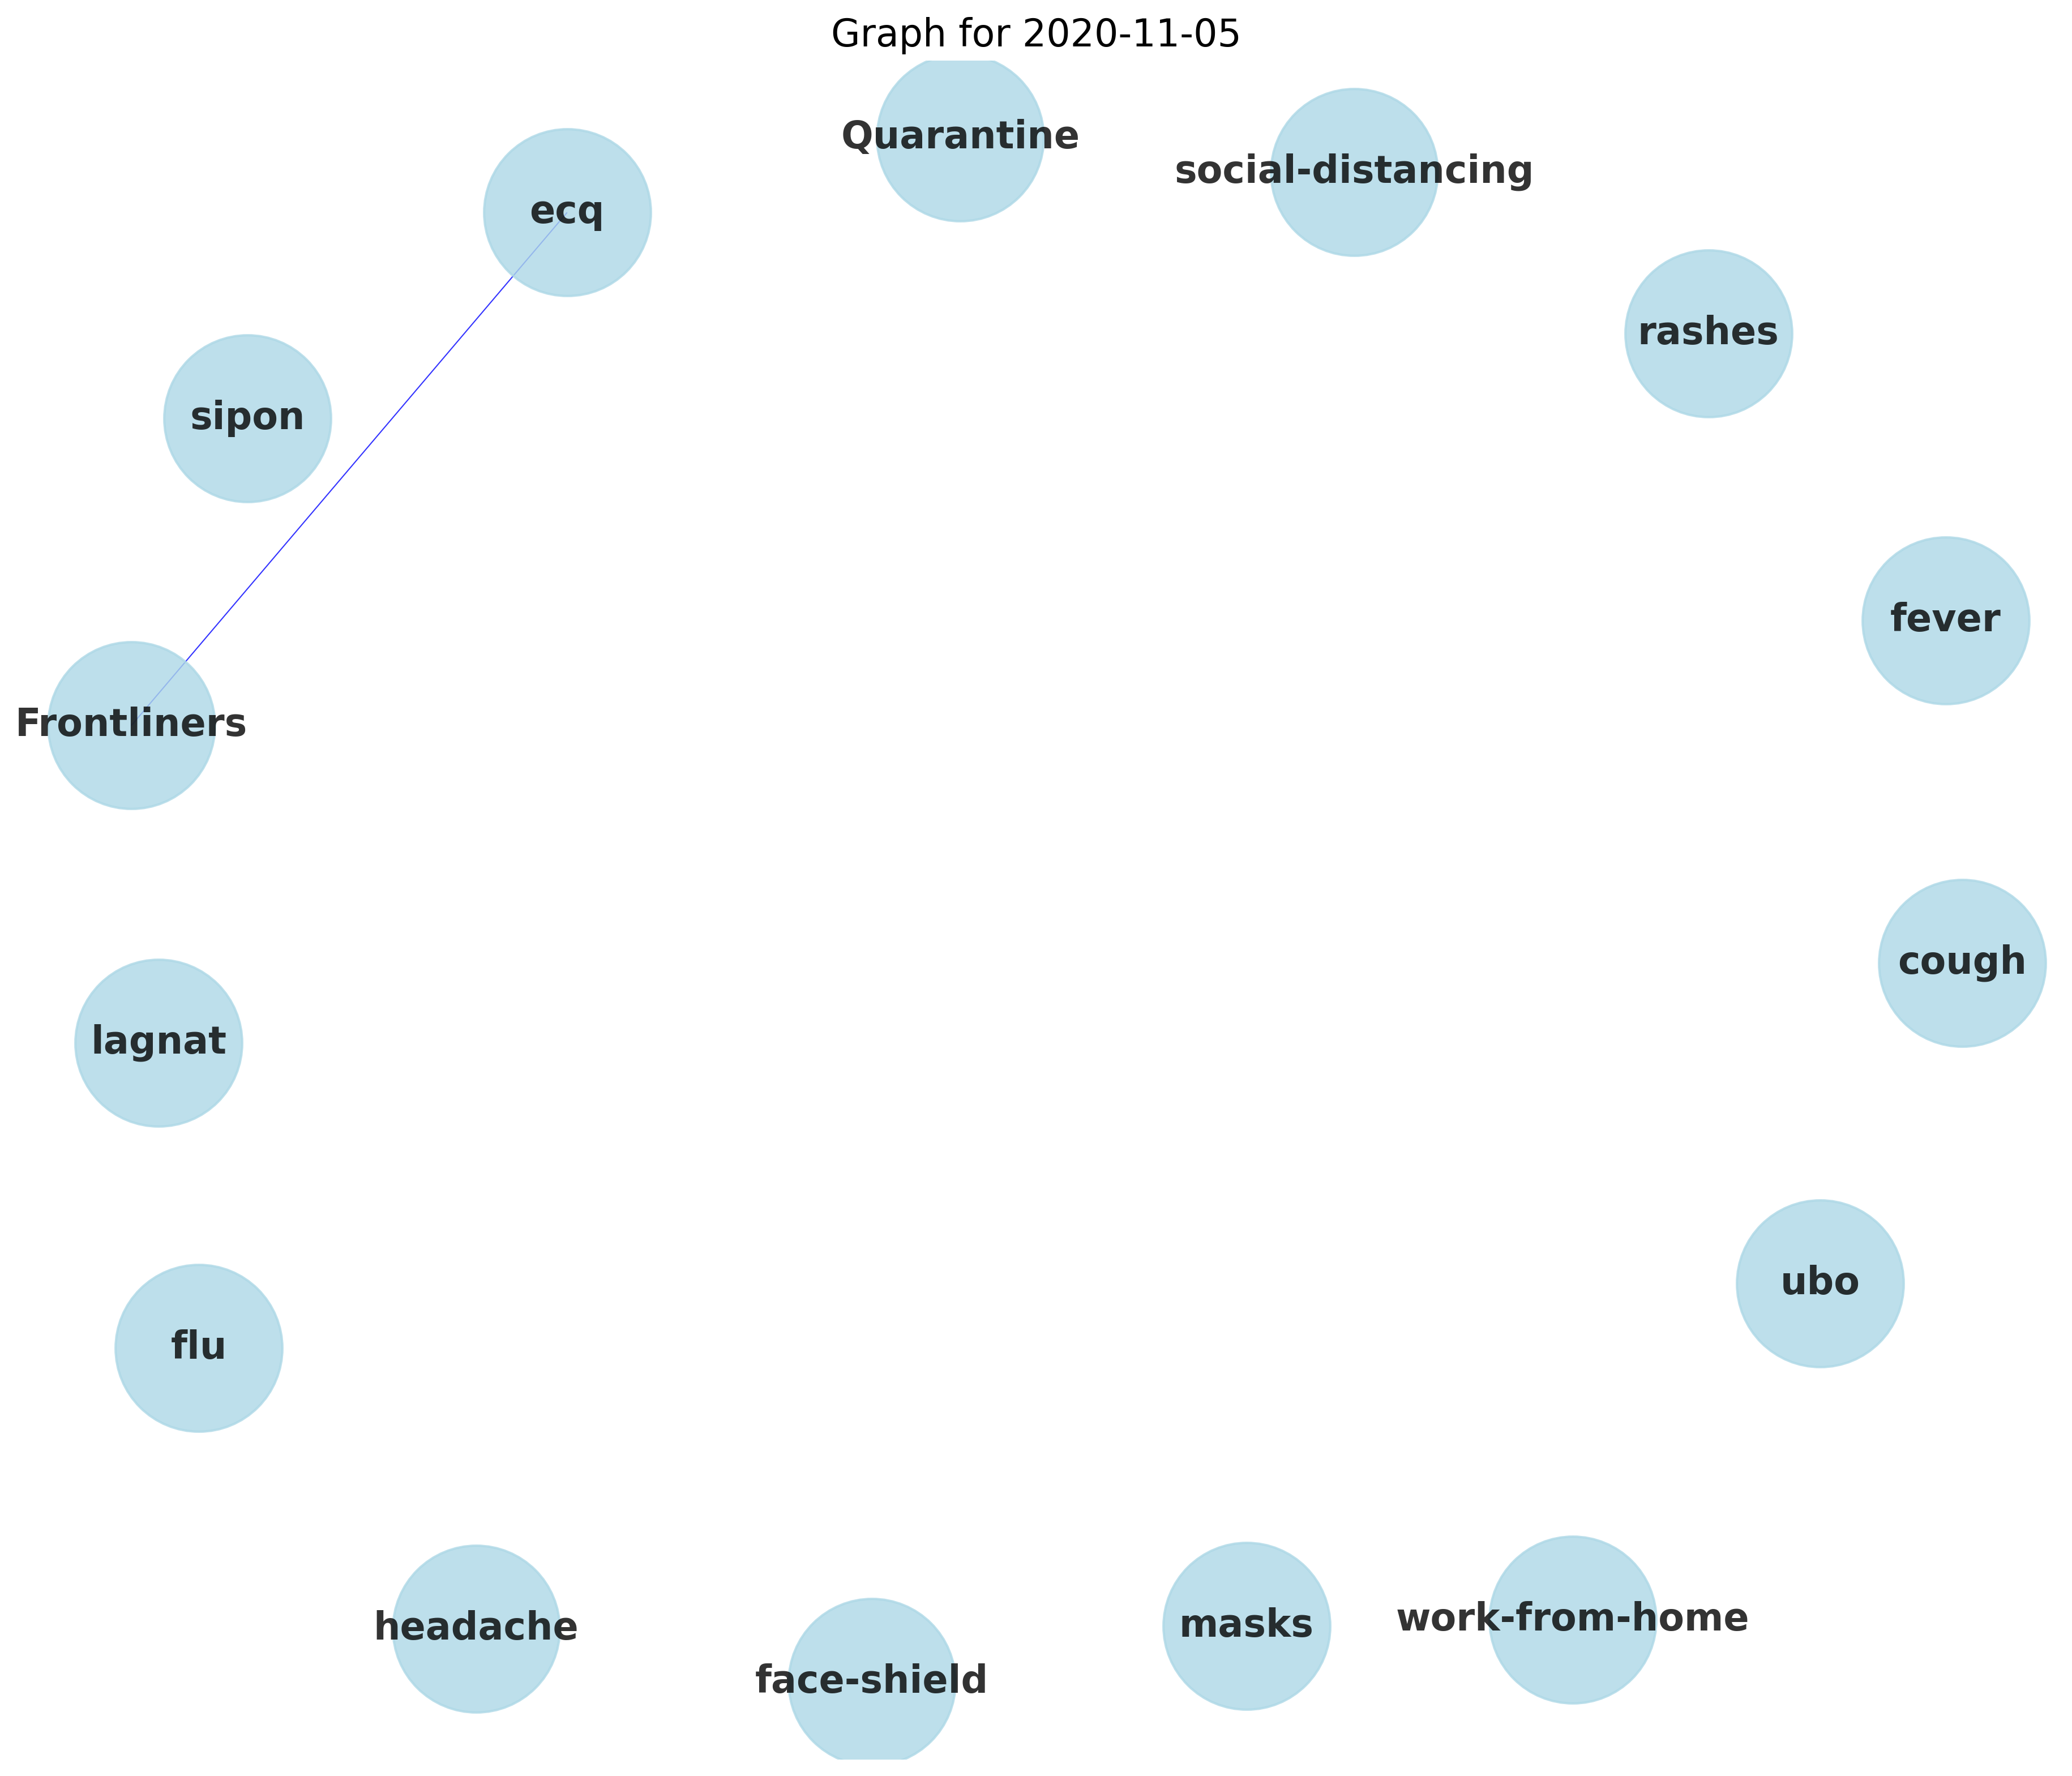 Graph for 2020-11-05
Quarantine
social-distancing
ecq
rashes
sipon
fever
Frontliners
cough
lagnat
ubo
flu
work-from-home
masks
headache
face-shield